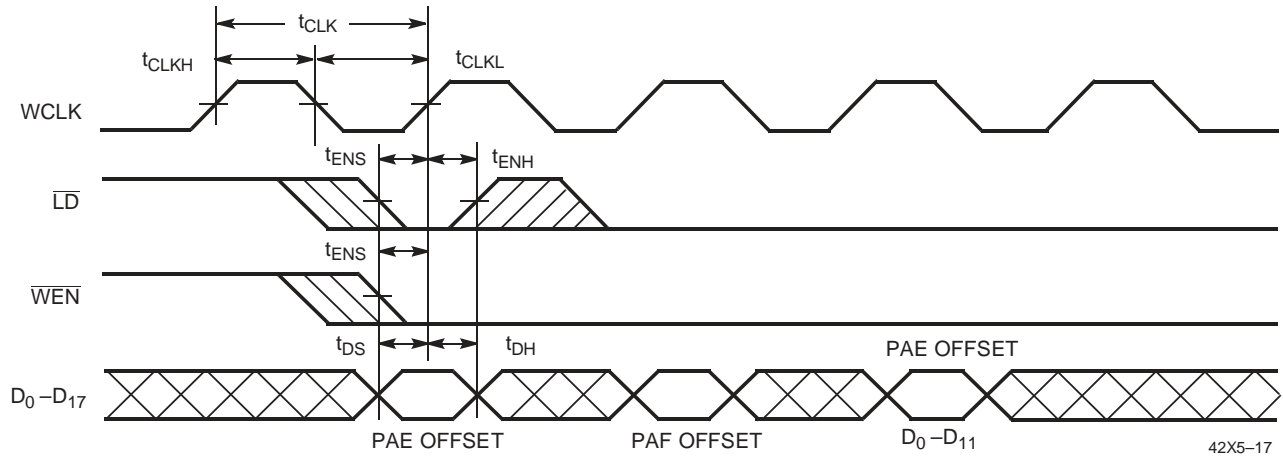 tCLK
tCLKH
tCLKL
WCLK
tENS
tENH
LD
tENS
WEN
tDS
tDH
PAE OFFSET
D0 –D17
PAE OFFSET
PAF OFFSET
D0 –D11
42X5–17